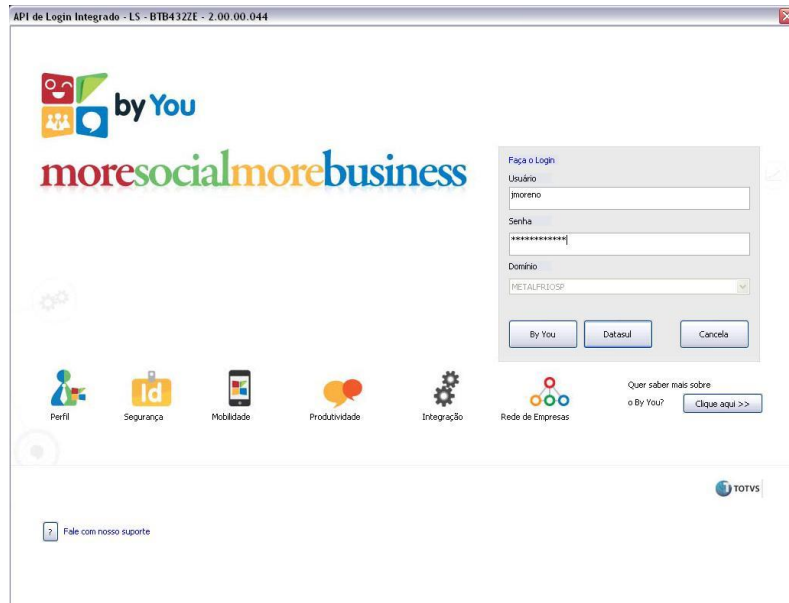 API de Login Integrado - LS - BTB432ZE - 2.00.00.044
by You
moresocialmorebusiness
Faça o Login
Usuário
jmoreno
Senha
************
Domínio
METALFRIOSP
By You
Datasul
Cancela
Id
Perfil
Segurança
Mobilidade
Produtividade
Integração
Rede de Empresas
Quer saber mais sobre
o By You?
Clique aqui >>
TOTVS
? Fale com nosso suporte